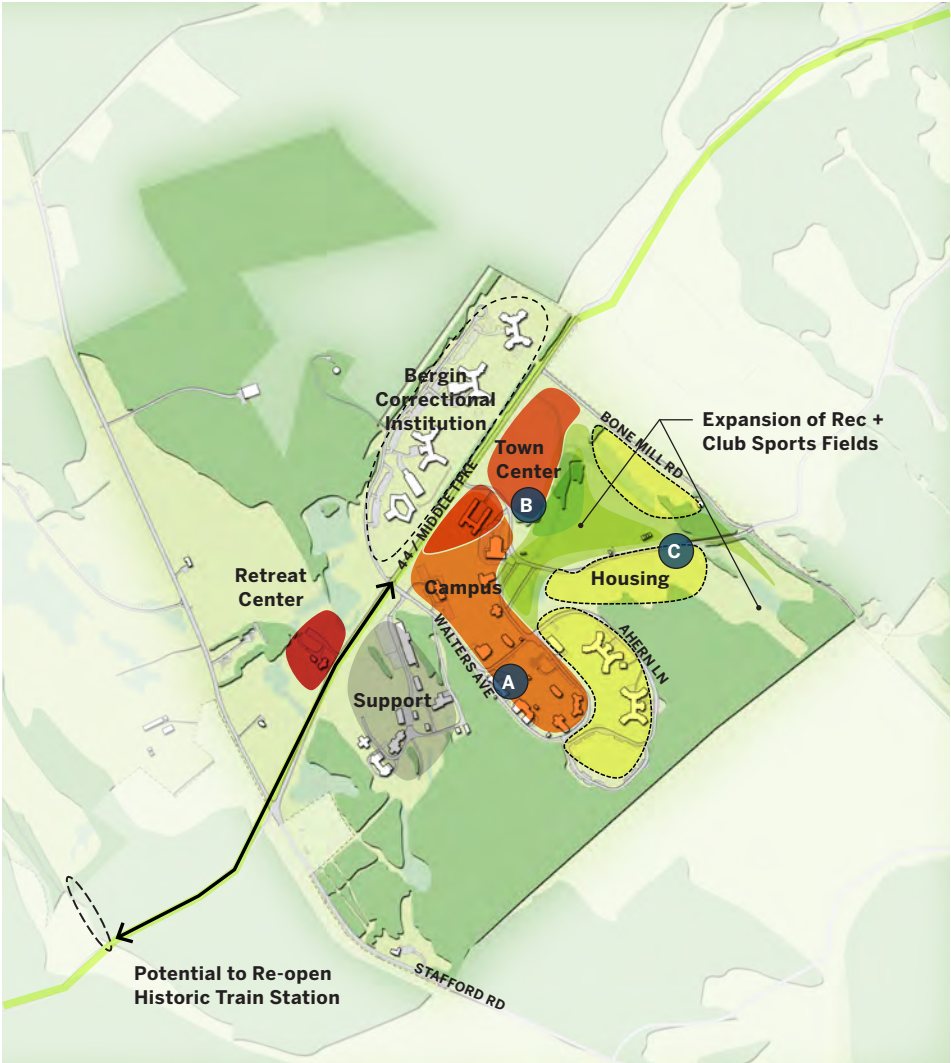 Bergin
Correctional
Institution
Town
Center
BONE MILL RD
Expansion of Rec +
Club Sports Fields
44 / MIDDLE TPKE
B
C
Retreat
Center
Campus
Housing
WALTERS AVE
AHERN LN
A
Support
Potential to Re-open
Historic Train Station
STAFFORD RD